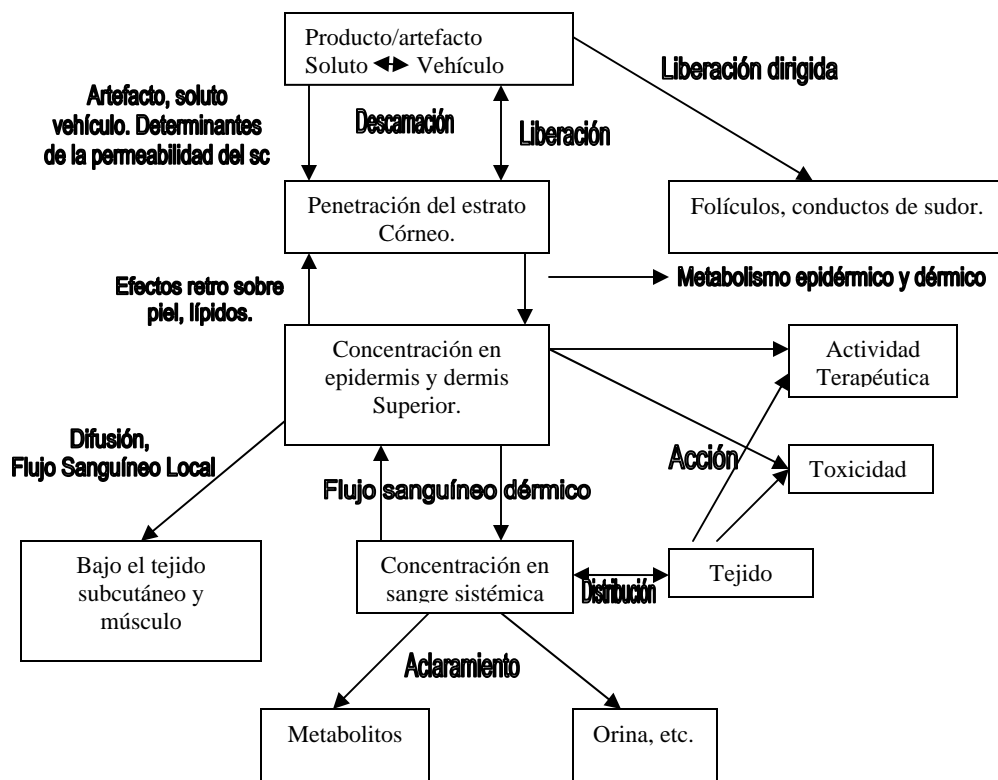 Producto/artefacto
Soluto Vehículo
Liberación dirigida
Artefacto, soluto
vehículo. Determinantes
de la permeabilidad del sc
Descamación
Liberación
Penetración del estrato
Córneo.
Folículos, conductos de sudor.
Efectos retro sobre
piel, lípidos.
Metabolismo epidérmico y dérmico
Concentración en
epidermis y dermis
Superior.
Actividad
Terapéutica
Difusión,
Flujo Sanguíneo Local
Acción
Toxicidad
Flujo sanguíneo dérmico
Bajo el tejido
subcutáneo y
músculo
Concentración en
sangre sistémica
Distribución
Tejido
Aclaramiento
Metabolitos
Orina, etc.